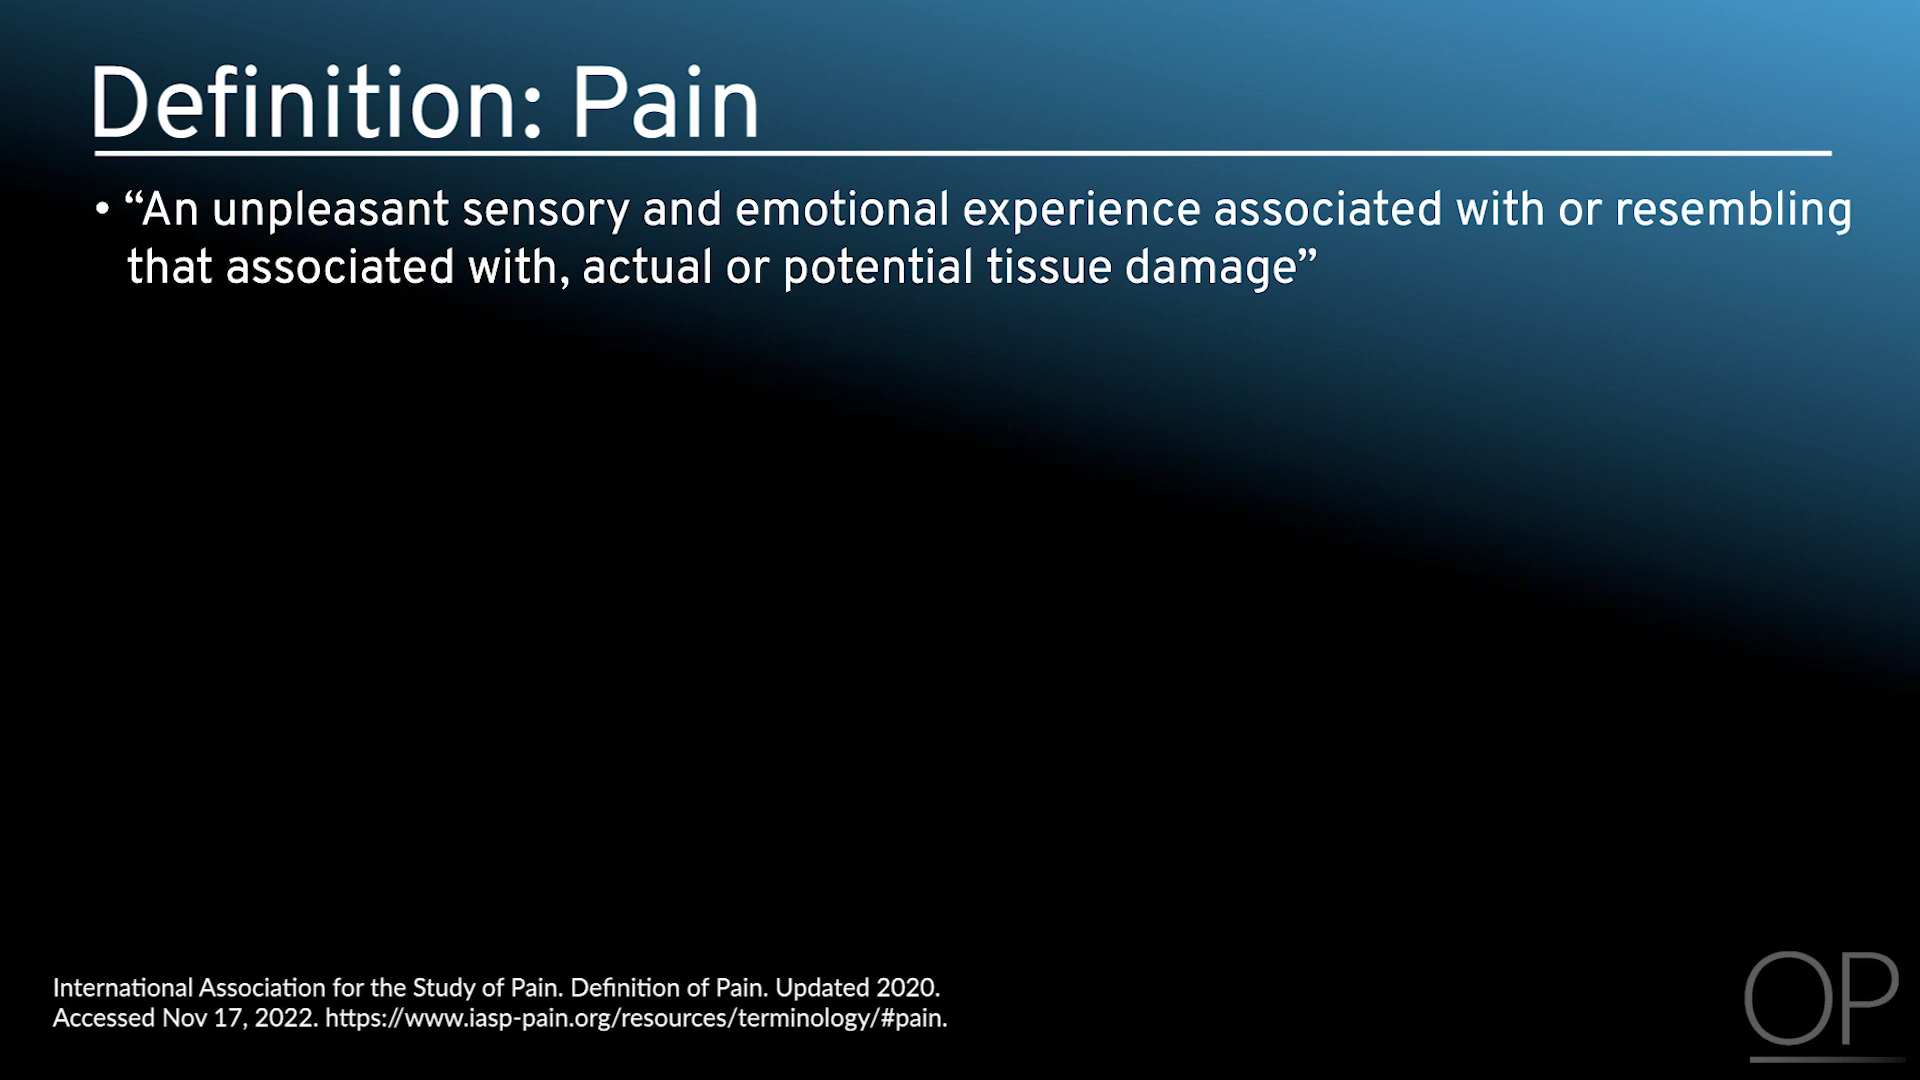 Definition: Pain
• “An unpleasant sensory and emotional experience associated with or resembling
that associated with, actual or potential tissue damage”
International Association for the Study of Pain. Definition of Pain. Updated 2020.
Accessed Nov 17, 2022. https://www.iasp-pain.org/resources/terminology/#pain.
OP